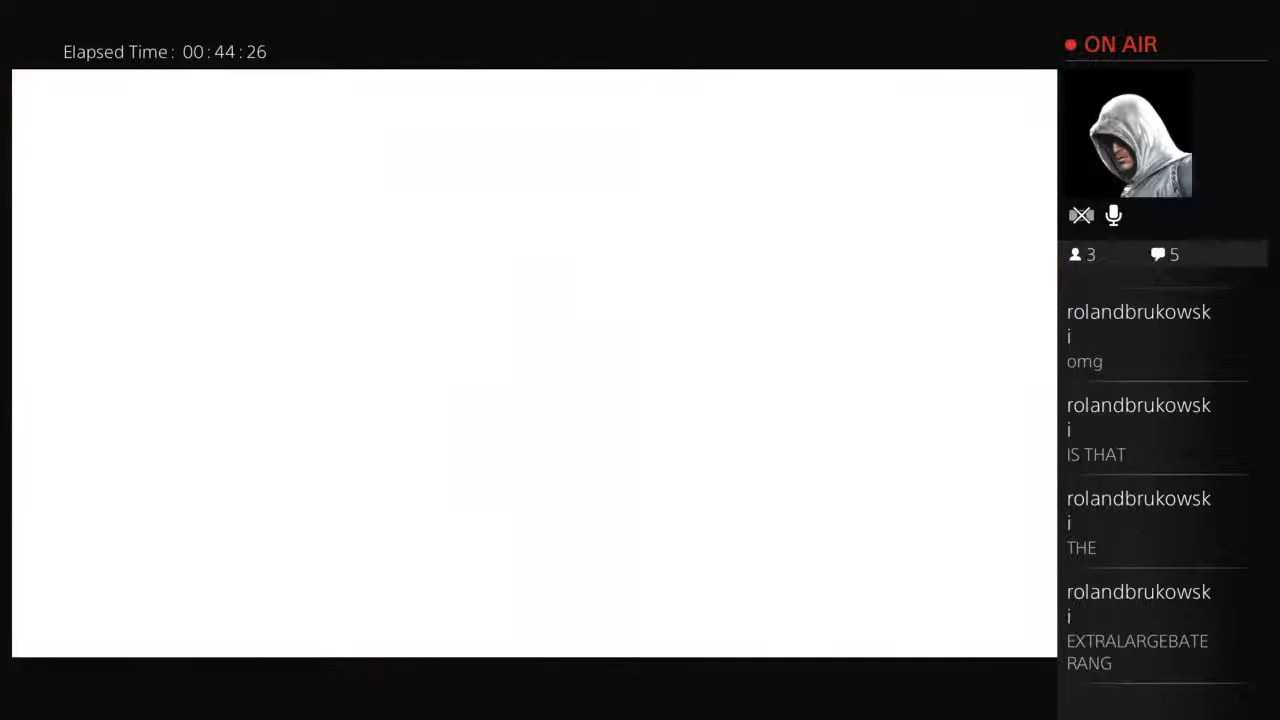 Elapsed Time: 00:44:26
ON AIR
3 5
rolandbrukowsk
i
omg
rolandbrukowsk
i
IS THAT
rolandbrukowsk
i
THE
rolandbrukowsk
i
EXTRALARGEBATE
RANG